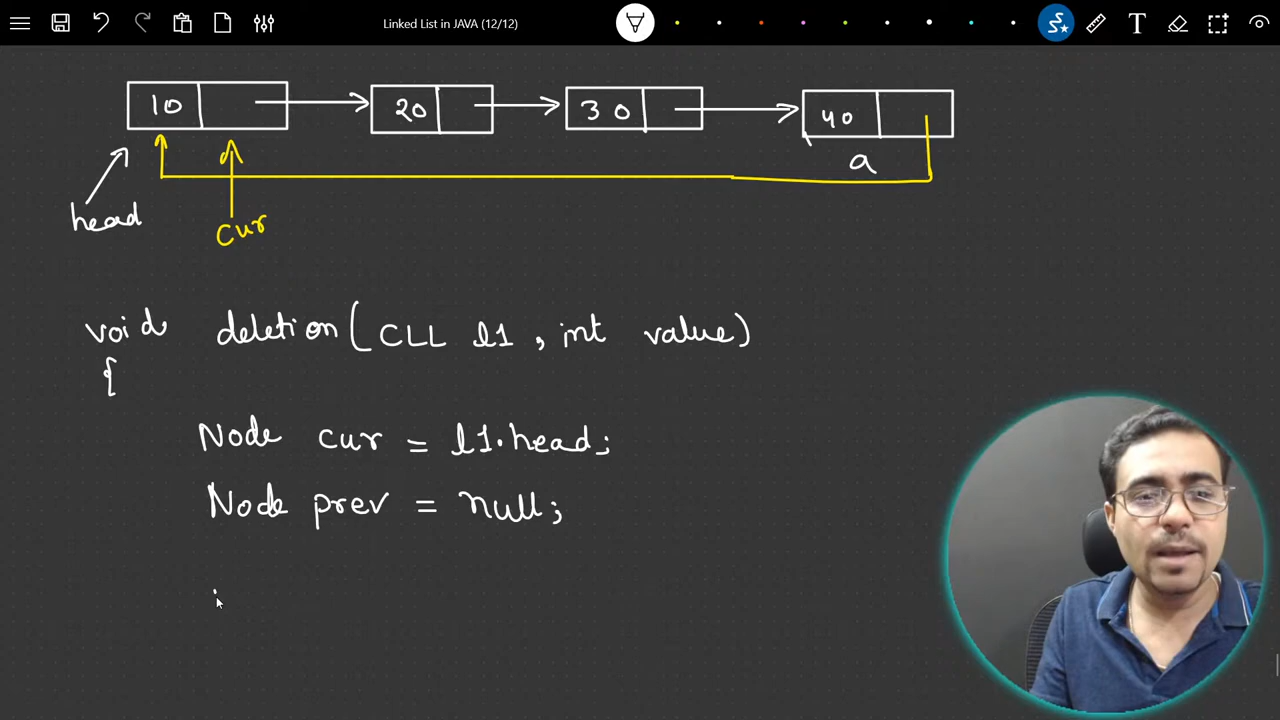 Linked List in JAVA (12/12)
T
10 20 30 40
a
head
cur
void deletion(CLL l1, int value)
{
Node cur = l1.head;
Node prev = null;